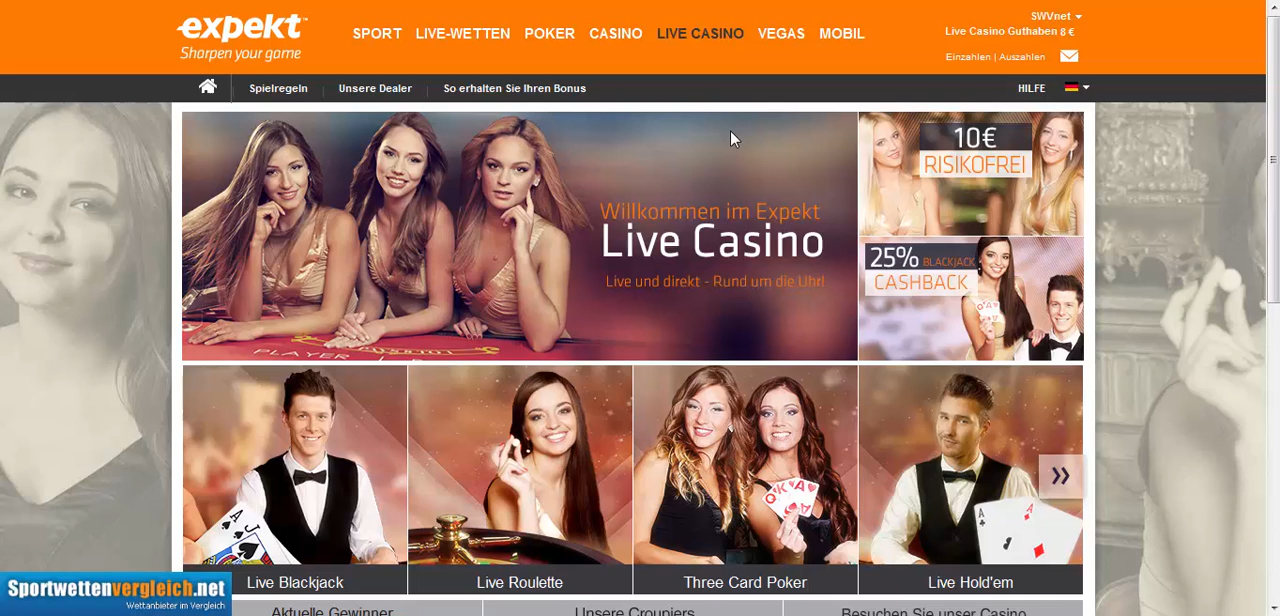 expekt™
Sharpen your game
SPORT LIVE-WETTEN POKER CASINO LIVE CASINO VEGAS MOBIL
SWVnet
Live Casino Guthaben 8 €
Einzahlen | Auszahlen
Spielregeln Unsere Dealer So erhalten Sie Ihren Bonus HILFE
Willkommen im Expekt
Live Casino
Live und direkt - Rund um die Uhr!
10€
RISIKOFREI
25% BLACKJACK
CASHBACK
PLAYER
A J
Q K A
A A
Live Blackjack Live Roulette Three Card Poker Live Hold'em
Sportwettenvergleich.net
Wettanbieter im Vergleich
Aktuelle Gewinner Unsere Croupiers Besuchen Sie unser Casino